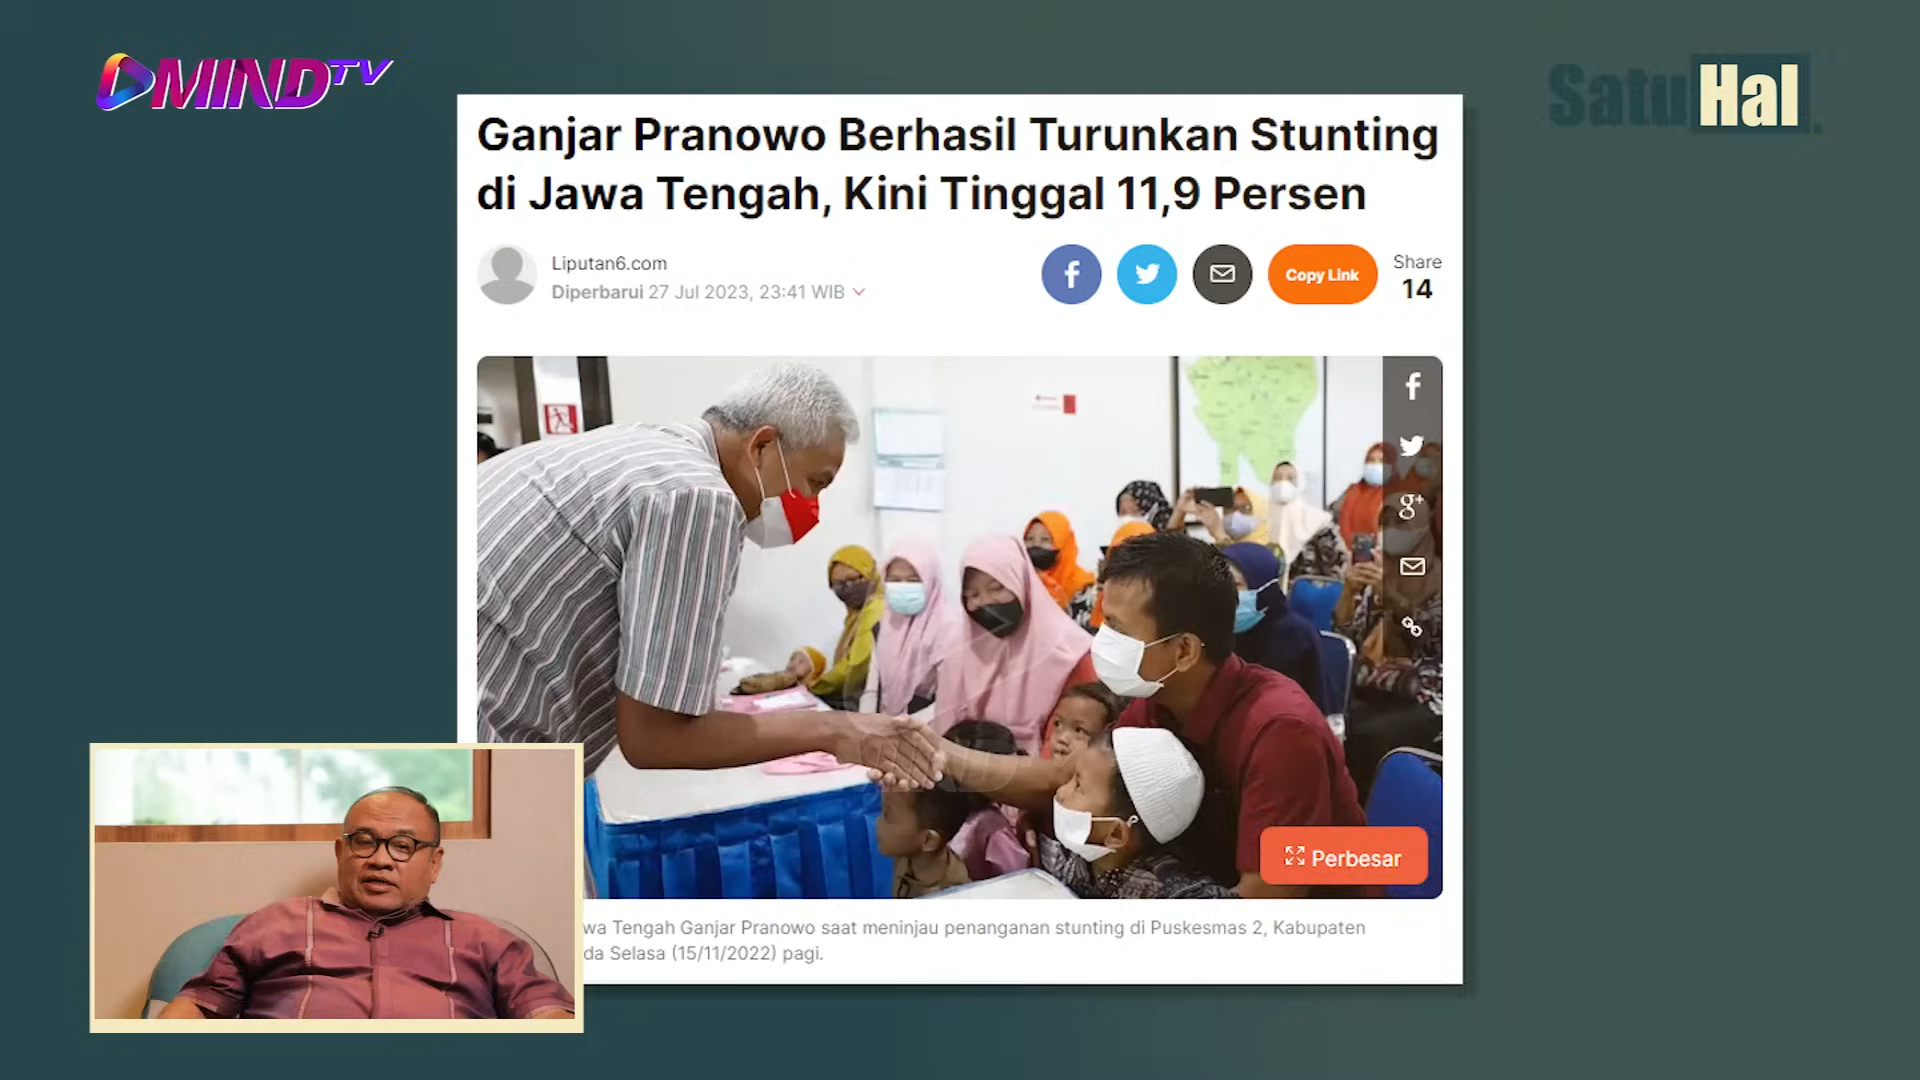 MINDTV
SatuHal.
Ganjar Pranowo Berhasil Turunkan Stunting
di Jawa Tengah, Kini Tinggal 11,9 Persen
Liputan6.com
Diperbarui 27 Jul 2023, 23:41 WIB
Copy Link
Share
14
Perbesar
wa Tengah Ganjar Pranowo saat meninjau penanganan stunting di Puskesmas 2, Kabupaten
da Selasa (15/11/2022) pagi.